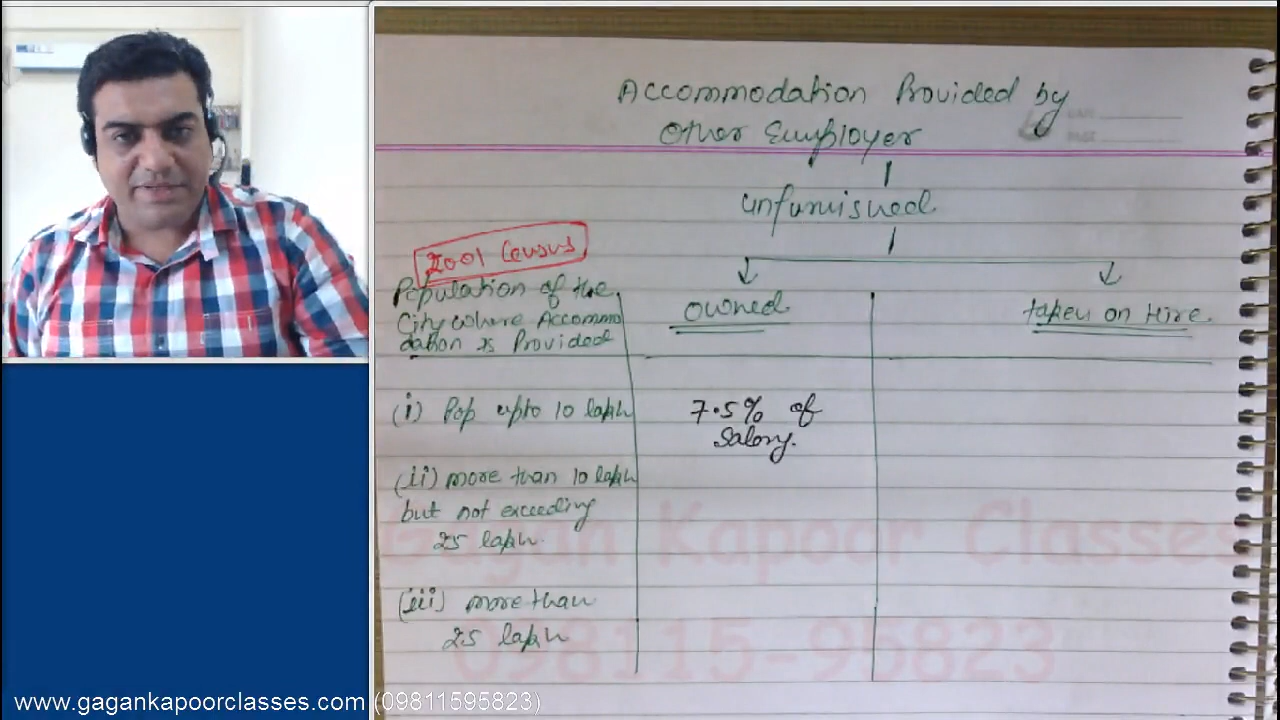 Accommodation Provided by
Other Employer
unfurnished
2001 Census
Population of the
City where Accommo
dation is Provided
owned
taken on Hire.
(i) Pop upto 10 lakh
7.5% of
Salary.
(ii) more than 10 lakh
but not exceeding
25 lakh.
(iii) more than
25 lakh
Gagan Kapoor Classes
098115-95823
www.gagankapoorclasses.com (09811595823)